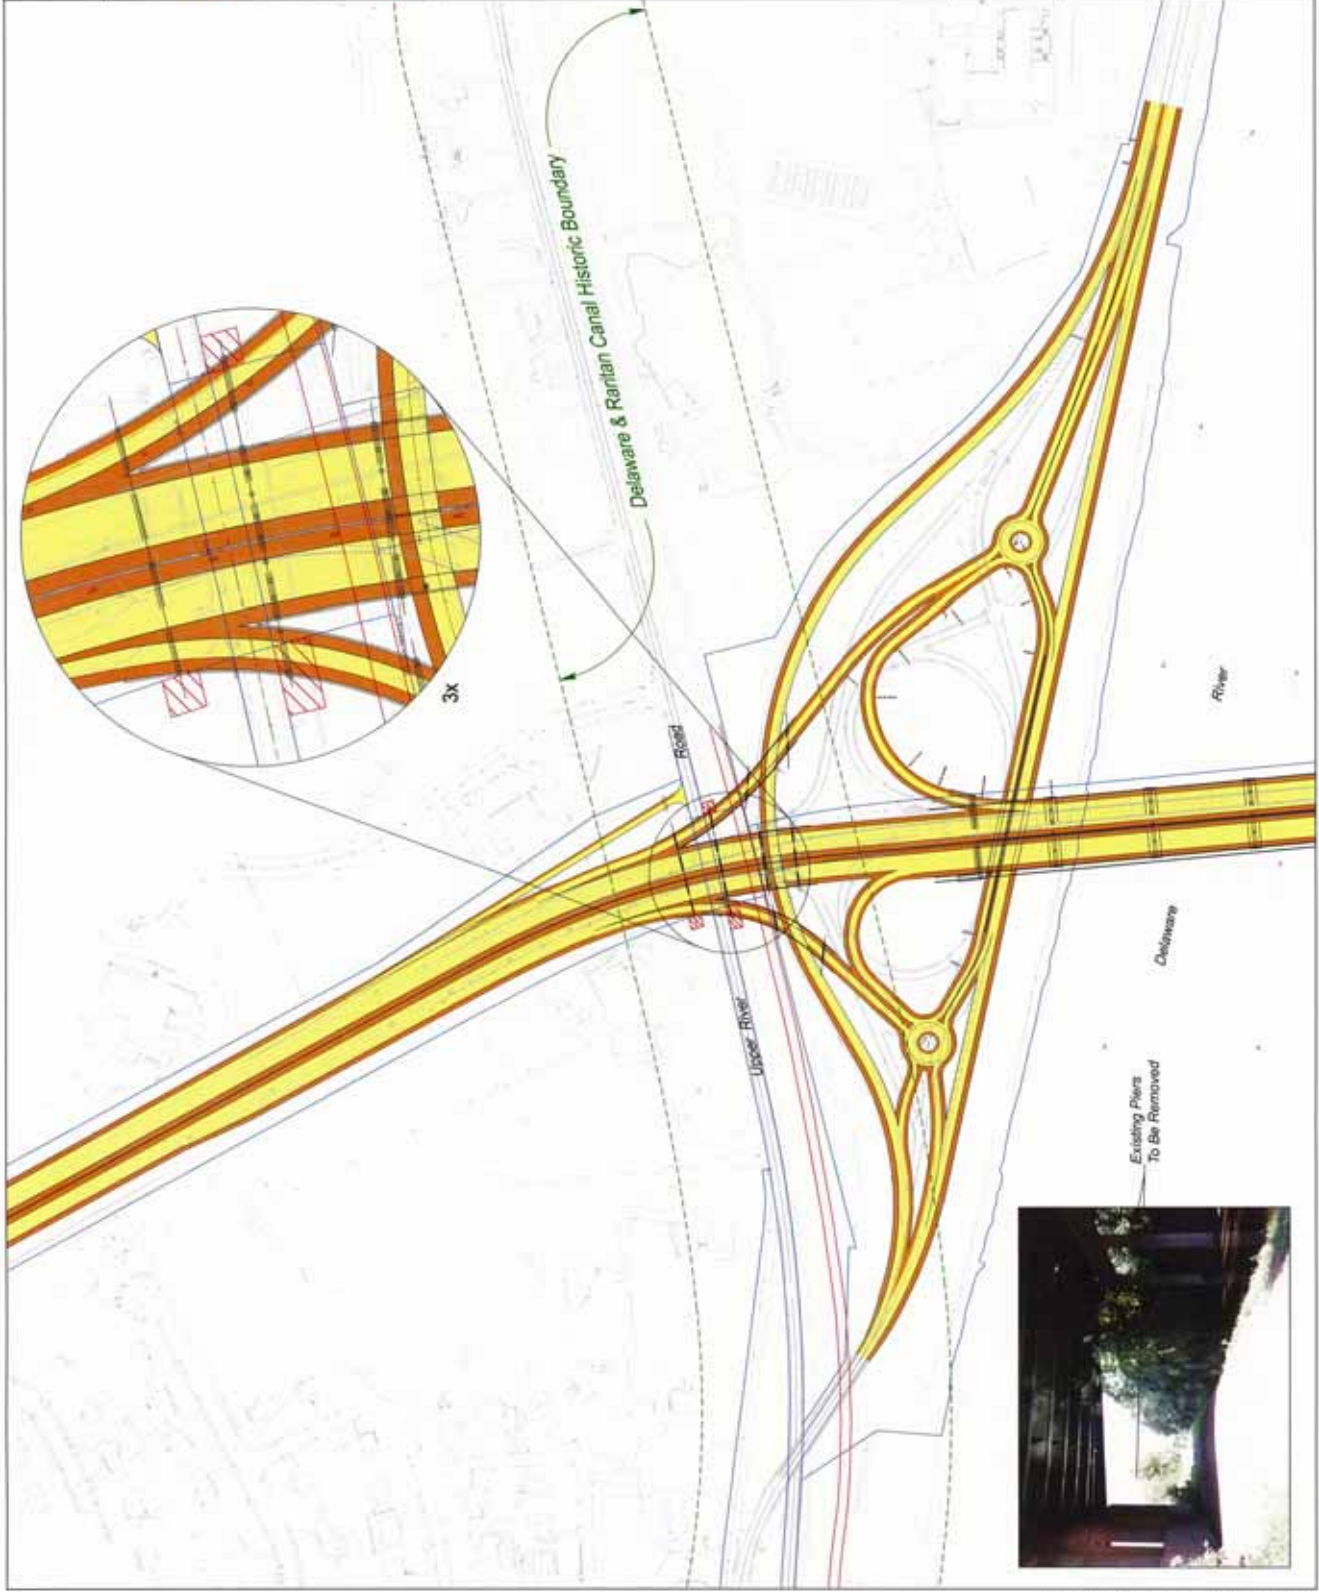 Delaware & Raritan Canal Historic Boundary
3x
Upper River
Road
Delaware
River
Existing Piers
To Be Removed